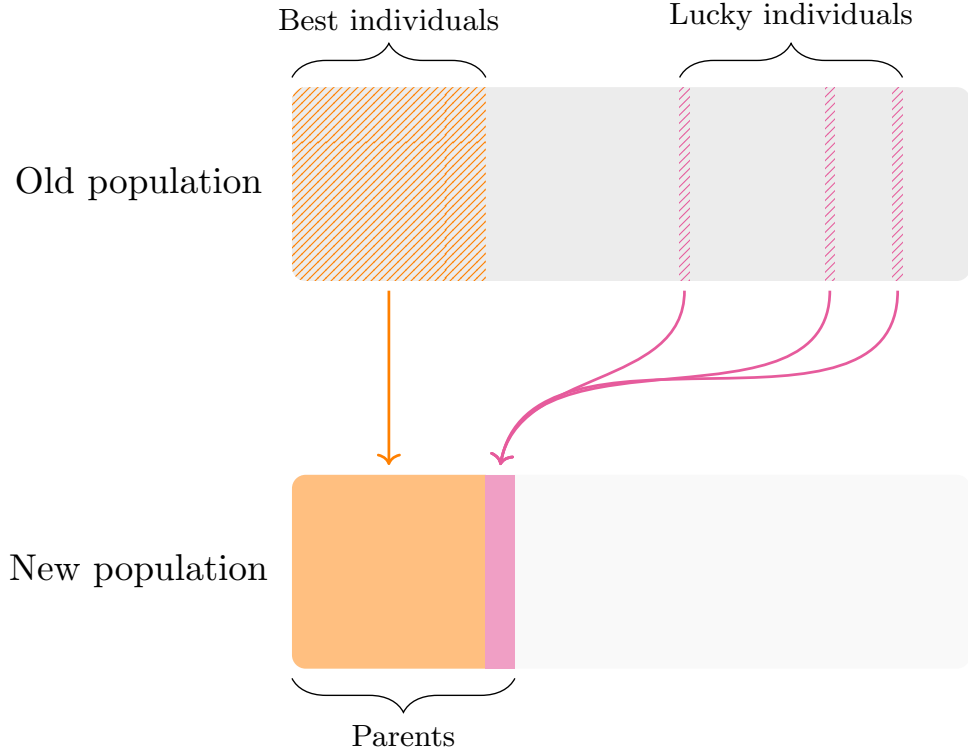 Best individuals
Lucky individuals
Old population
New population
Parents